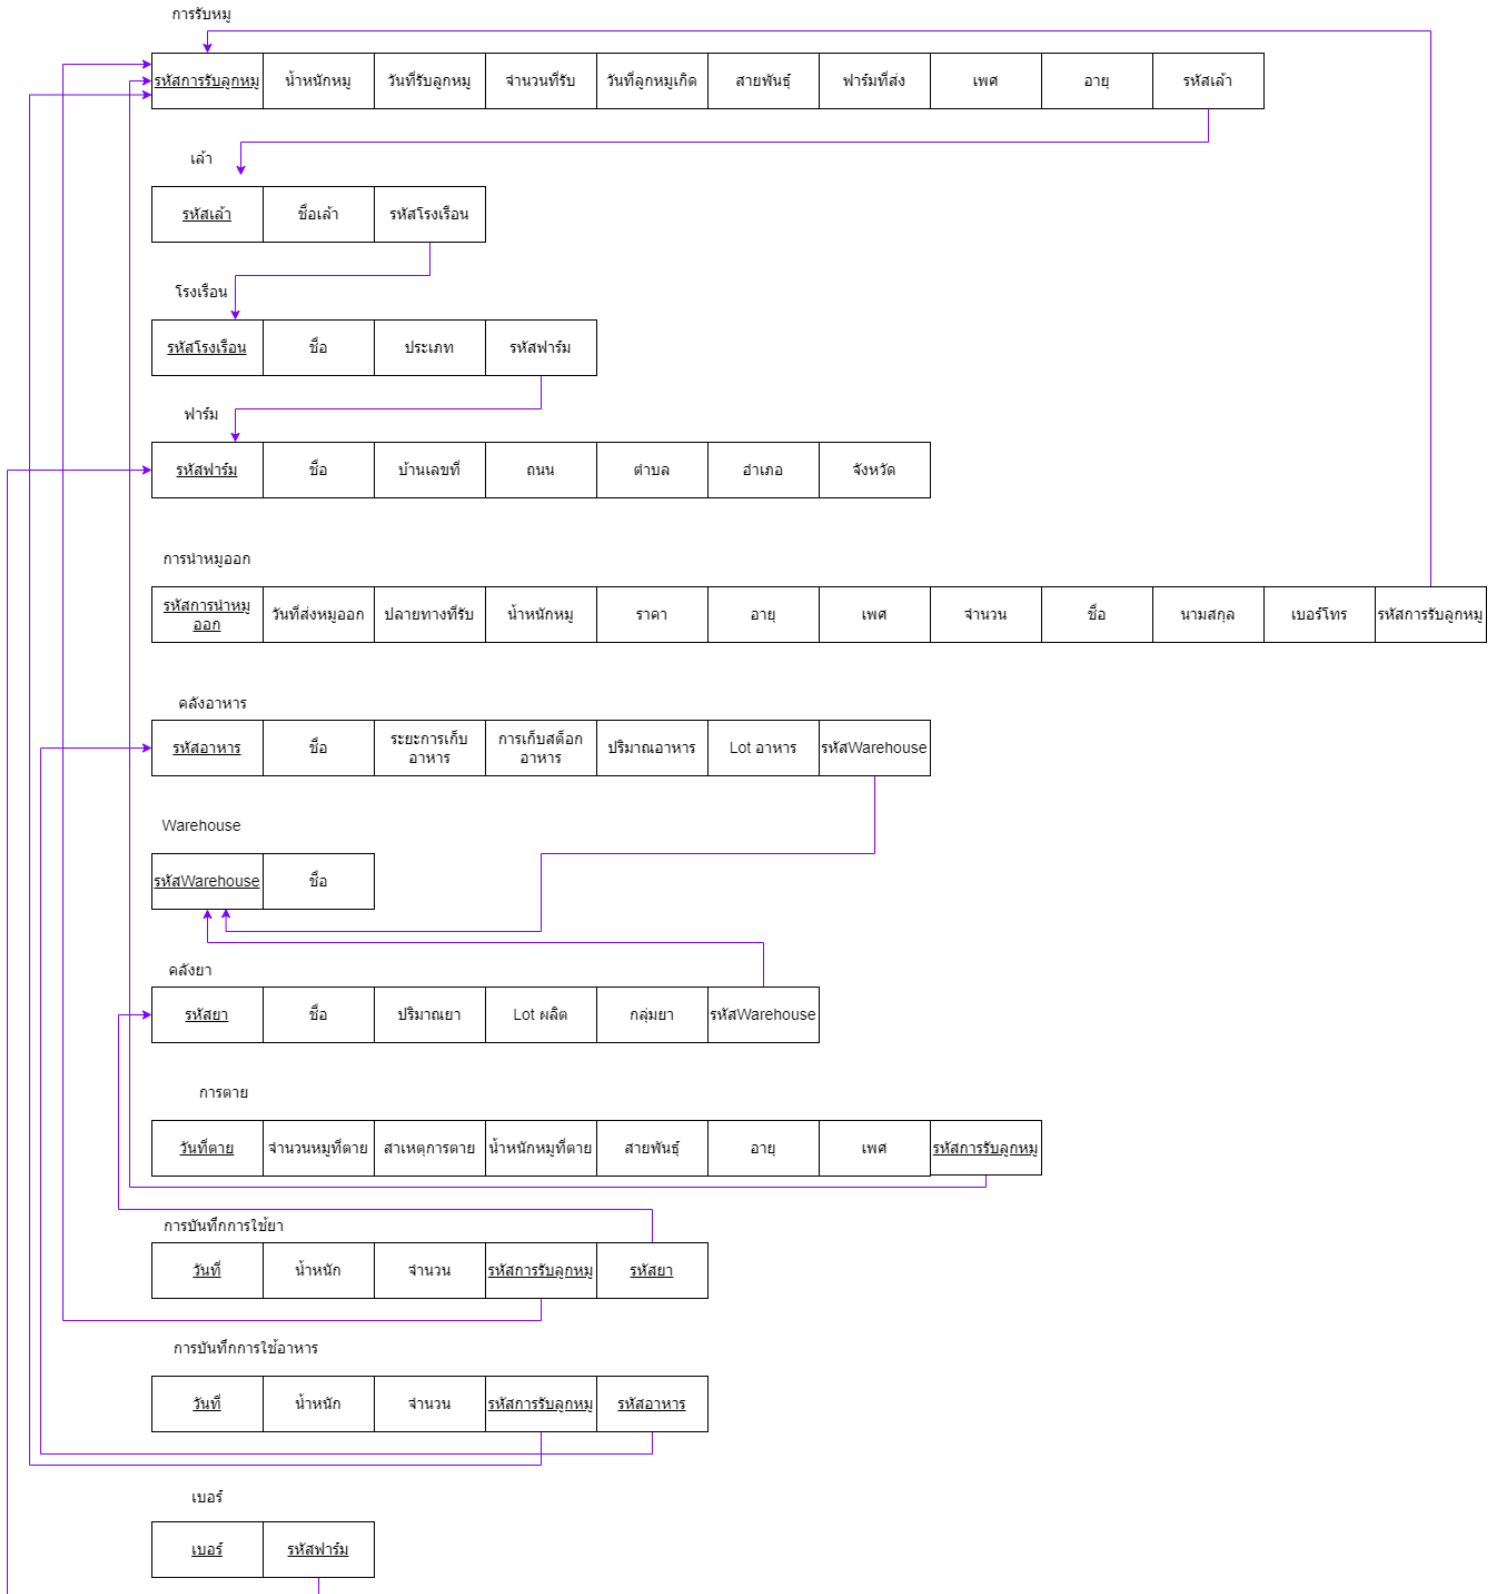 การรับหมู
รหัสการรับลูกหมู น้ำหนักหมู วันที่รับลูกหมู จำนวนที่รับ วันที่ลูกหมูเกิด สายพันธุ์ ฟาร์มที่ส่ง เพศ อายุ รหัสเล้า
เล้า
รหัสเล้า ชื่อเล้า รหัสโรงเรือน
โรงเรือน
รหัสโรงเรือน ชื่อ ประเภท รหัสฟาร์ม
ฟาร์ม
รหัสฟาร์ม ชื่อ บ้านเลขที่ ถนน ตำบล อำเภอ จังหวัด
การนำหมูออก
รหัสการนำหมู
ออก วันที่ส่งหมูออก ปลายทางที่รับ น้ำหนักหมู ราคา อายุ เพศ จำนวน ชื่อ นามสกุล เบอร์โทร รหัสการรับลูกหมู
คลังอาหาร
รหัสอาหาร ชื่อ ระยะการเก็บ
อาหาร การเก็บสต็อก
อาหาร ปริมาณอาหาร Lot อาหาร รหัสWarehouse
Warehouse
รหัสWarehouse ชื่อ
คลังยา
รหัสยา ชื่อ ปริมาณยา Lot ผลิต กลุ่มยา รหัสWarehouse
การตาย
วันที่ตาย จำนวนหมูที่ตาย สาเหตุการตาย น้ำหนักหมูที่ตาย สายพันธุ์ อายุ เพศ รหัสการรับลูกหมู
การบันทึกการใช้ยา
วันที่ น้ำหนัก จำนวน รหัสการรับลูกหมู รหัสยา
การบันทึกการใช้อาหาร
วันที่ น้ำหนัก จำนวน รหัสการรับลูกหมู รหัสอาหาร
เบอร์
เบอร์ รหัสฟาร์ม